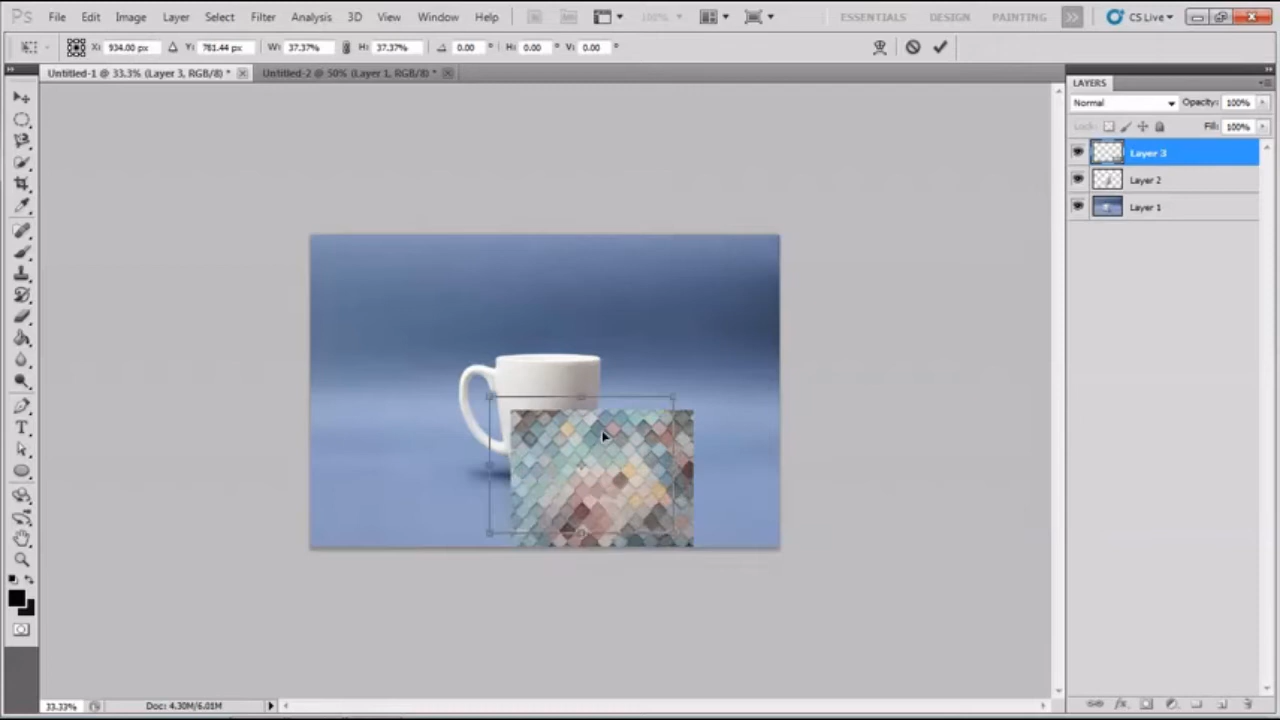 Ps File Edit Image Layer Select Filter Analysis 3D View Window Help 100% ESSENTIALS DESIGN PAINTING CS Live
X: 934.00 px Y: 761.44 px W: 37.37% H: 37.37% 0.00 ° H: 0.00 ° V: 0.00 °
Untitled-1 @ 33.3% (Layer 3, RGB/8) * Untitled-2 @ 50% (Layer 1, RGB/8) *
LAYERS
Normal Opacity: 100%
Lock: Fill: 100%
Layer 3
Layer 2
Layer 1
T
33.33% Doc: 4.30M/6.01M